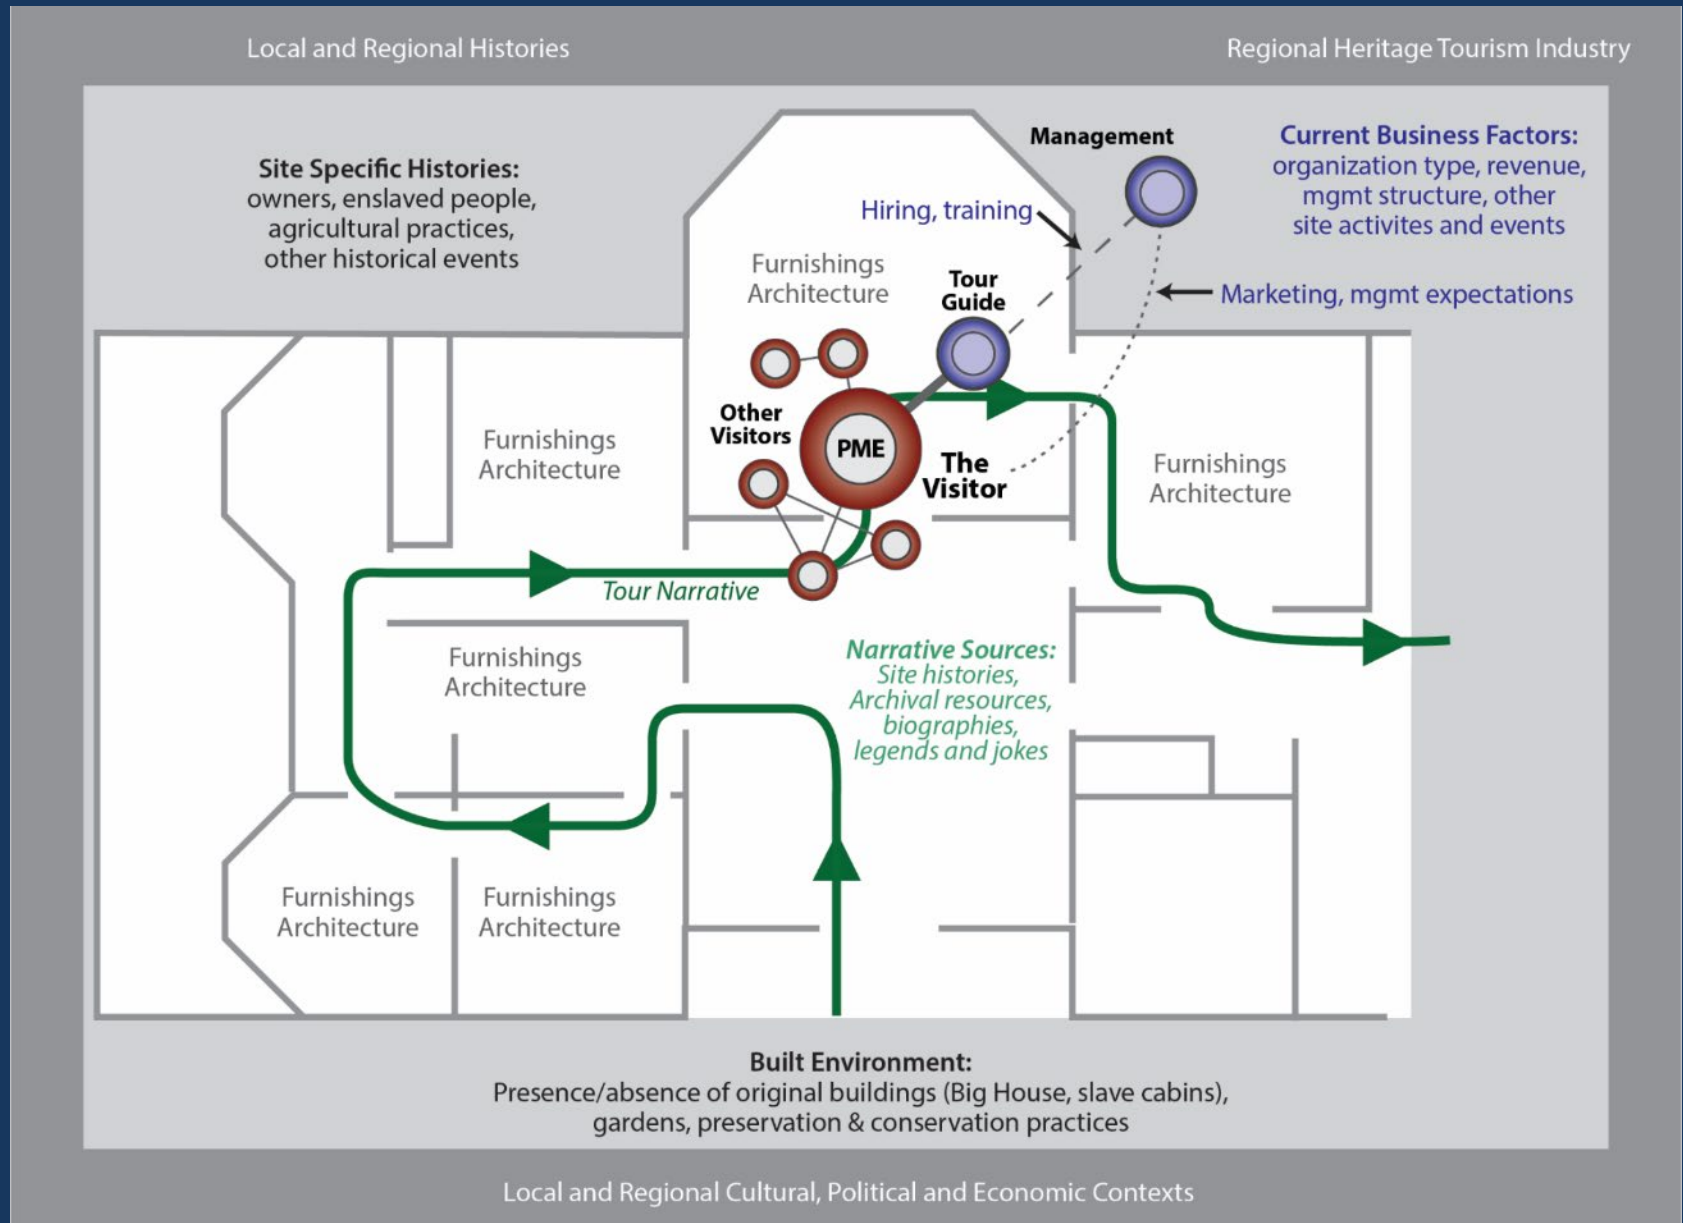 Local and Regional Histories
Regional Heritage Tourism Industry
Site Specific Histories:
owners, enslaved people,
agricultural practices,
other historical events
Management
Current Business Factors:
organization type, revenue,
mgmt structure, other
site activites and events
Hiring, training
Marketing, mgmt expectations
Furnishings
Architecture
Tour
Guide
Other
Visitors
PME
The
Visitor
Furnishings
Architecture
Furnishings
Architecture
Tour Narrative
Furnishings
Architecture
Narrative Sources:
Site histories,
Archival resources,
biographies,
legends and jokes
Furnishings
Architecture
Furnishings
Architecture
Built Environment:
Presence/absence of original buildings (Big House, slave cabins),
gardens, preservation & conservation practices
Local and Regional Cultural, Political and Economic Contexts